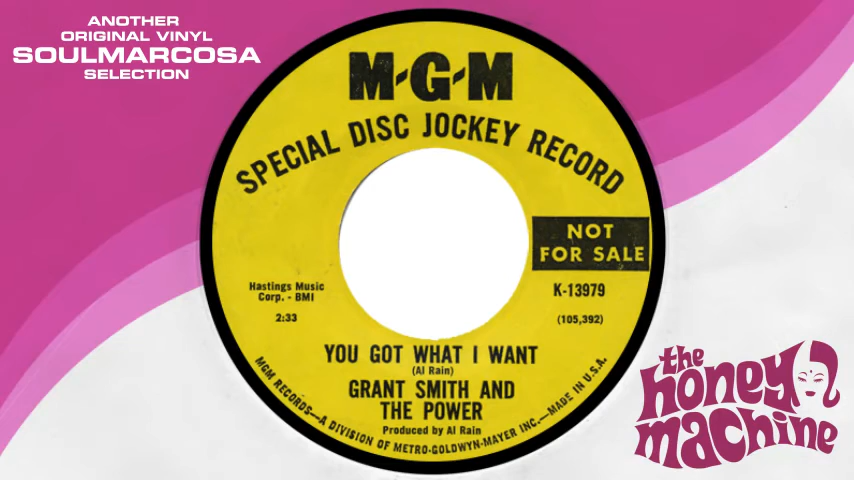 ANOTHER
ORIGINAL VINYL
SOULMARCOSA
SELECTION
M-G-M
SPECIAL DISC JOCKEY RECORD
NOT
FOR SALE
Hastings Music
Corp. - BMI
2:33
K-13979
(105,392)
YOU GOT WHAT I WANT
(Al Rain)
GRANT SMITH AND
THE POWER
Produced by Al Rain
MGM RECORDS—A DIVISION OF METRO-GOLDWYN-MAYER INC.—MADE IN U.S.A.
the
honey
machine